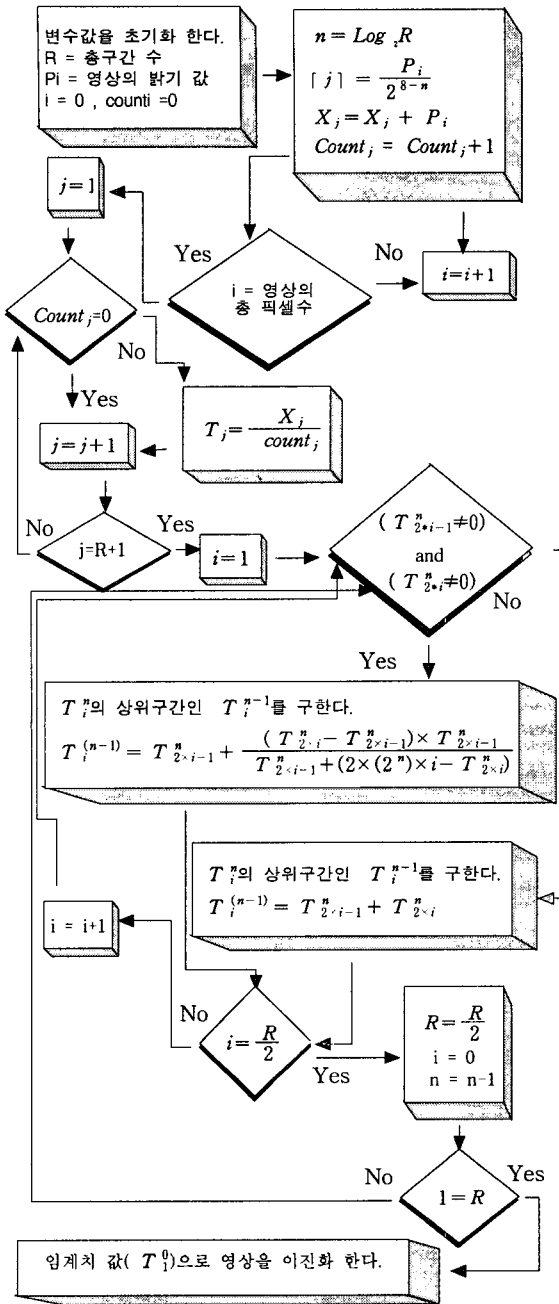 변수값을 초기화 한다.
R = 총구간 수
Pi = 영상의 밝기 값
i = 0 , counti =0
n = Log ₂R
⌈ j ⌉ = P_i / 2^{8-n}
X_j = X_j + P_i
Count_j = Count_j + 1
j=1
Yes
i = 영상의
총 픽셀수
No
i=i+1
Count_j=0
No
Yes
T_j = X_j / count_j
j=j+1
No
j=R+1
Yes
i=1
( T^n_{2*i-1}≠0)
and
( T^n_{2*i}≠0)
No
Yes
T^n_i의 상위구간인 T^{n-1}_i를 구한다.
T_i^{(n-1)} = T^n_{2×i-1} + ( T^n_{2×i} − T^n_{2×i-1}) × T^n_{2×i-1} / T^n_{2×i-1} + (2×(2^n)×i − T^n_{2×i})
T^n_i의 상위구간인 T^{n-1}_i를 구한다.
T_i^{(n-1)} = T^n_{2×i-1} + T^n_{2×i}
i = i+1
No
i = R/2
Yes
R = R/2
i = 0
n = n-1
No
1 = R
Yes
임계치 값( T^0_1)으로 영상을 이진화 한다.